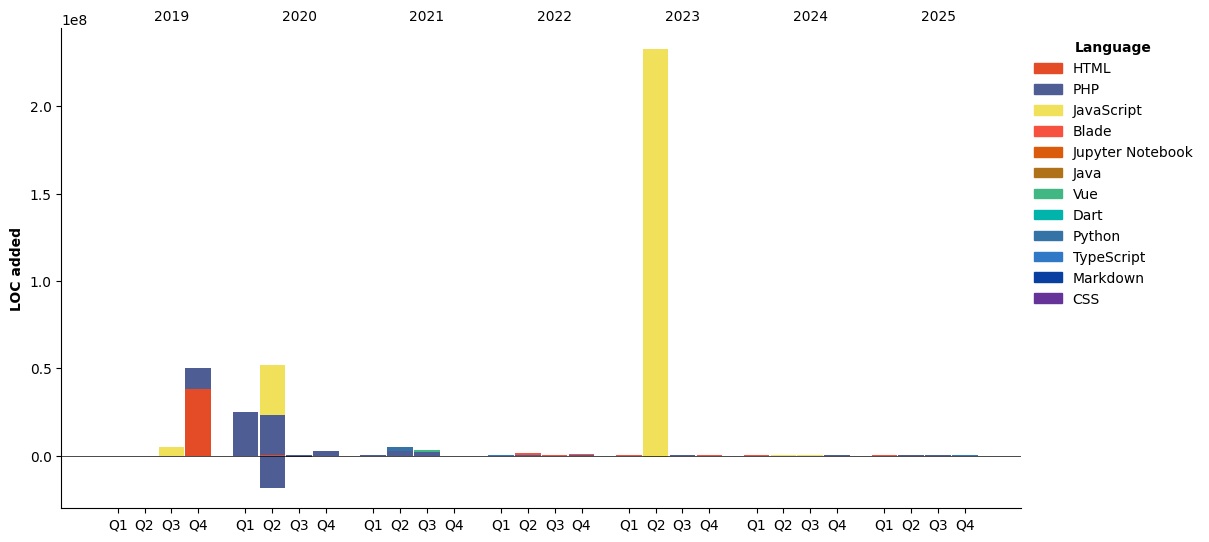 1e8
2019 2020 2021 2022 2023 2024 2025
LOC added
2.0
1.5
1.0
0.5
0.0
Q1 Q2 Q3 Q4 Q1 Q2 Q3 Q4 Q1 Q2 Q3 Q4 Q1 Q2 Q3 Q4 Q1 Q2 Q3 Q4 Q1 Q2 Q3 Q4 Q1 Q2 Q3 Q4
Language
HTML
PHP
JavaScript
Blade
Jupyter Notebook
Java
Vue
Dart
Python
TypeScript
Markdown
CSS